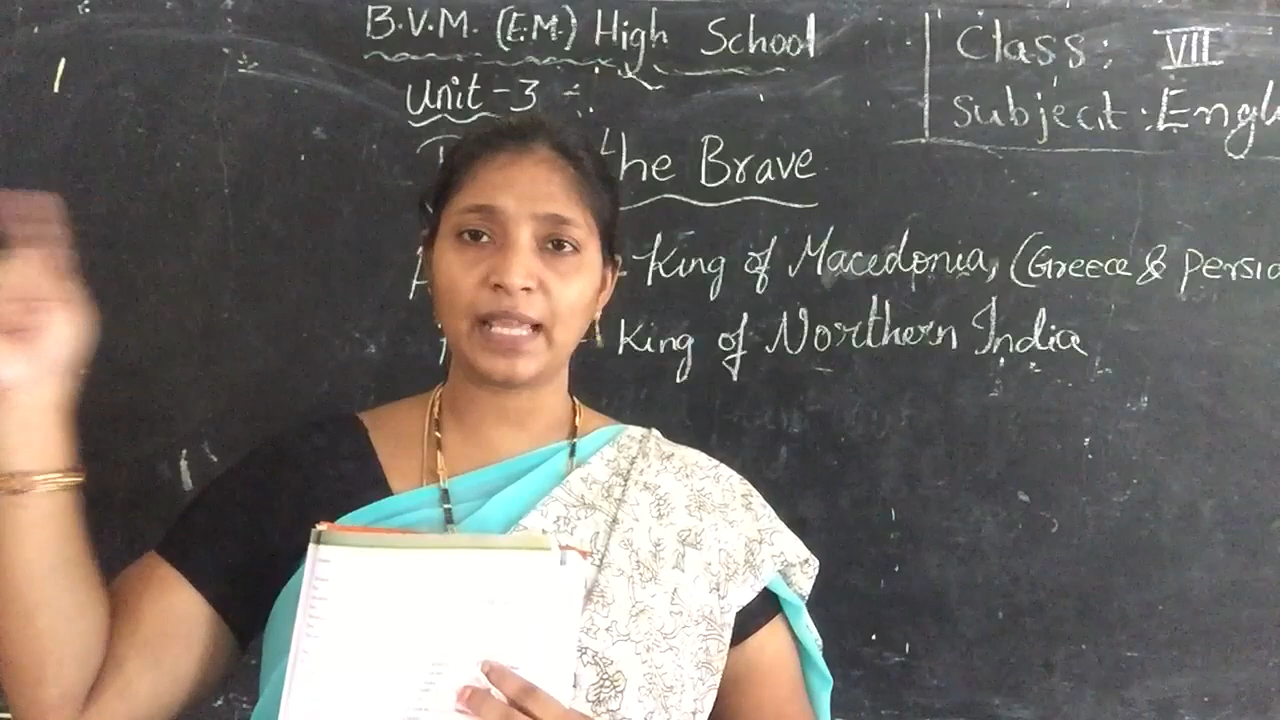 B.V.M. (E.M.) High School
Class: VII
Unit-3 :
Subject: Engl
the Brave
- King of Macedonia, (Greece & Persia
- King of Northern India